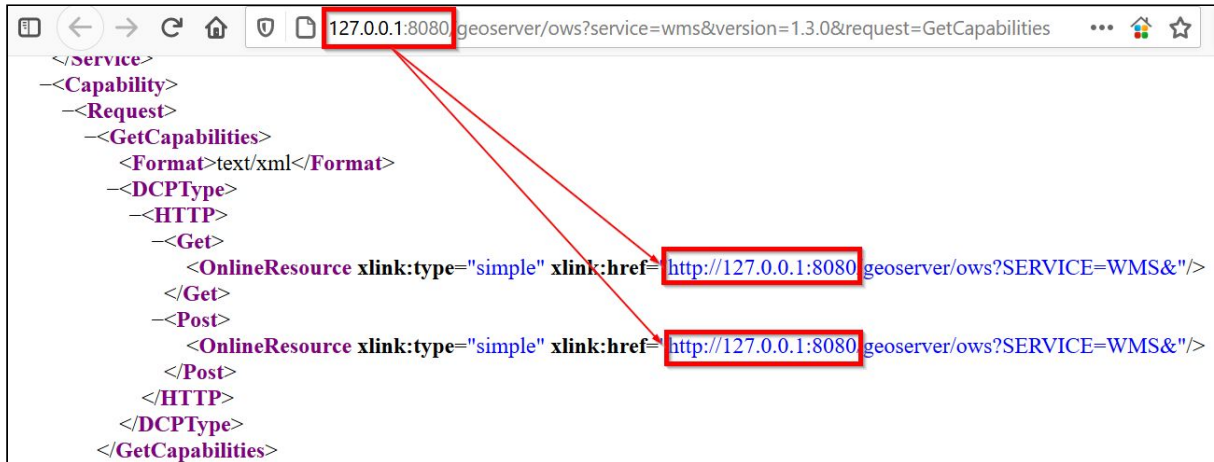 127.0.0.1:8080/geoserver/ows?service=wms&version=1.3.0&request=GetCapabilities
</Service>
−<Capability>
−<Request>
−<GetCapabilities>
<Format>text/xml</Format>
−<DCPType>
−<HTTP>
−<Get>
<OnlineResource xlink:type="simple" xlink:href="http://127.0.0.1:8080/geoserver/ows?SERVICE=WMS&"/>
</Get>
−<Post>
<OnlineResource xlink:type="simple" xlink:href="http://127.0.0.1:8080/geoserver/ows?SERVICE=WMS&"/>
</Post>
</HTTP>
</DCPType>
</GetCapabilities>